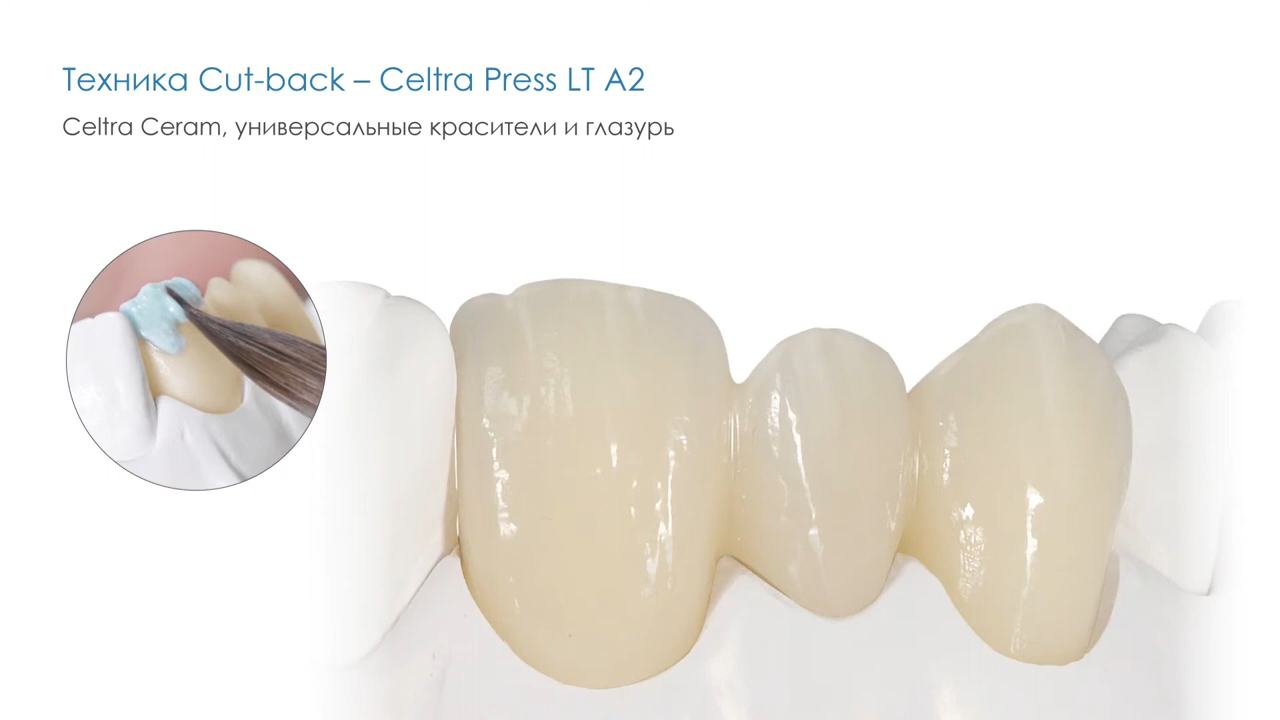 Техника Cut-back – Celtra Press LT A2
Celtra Ceram, универсальные красители и глазурь